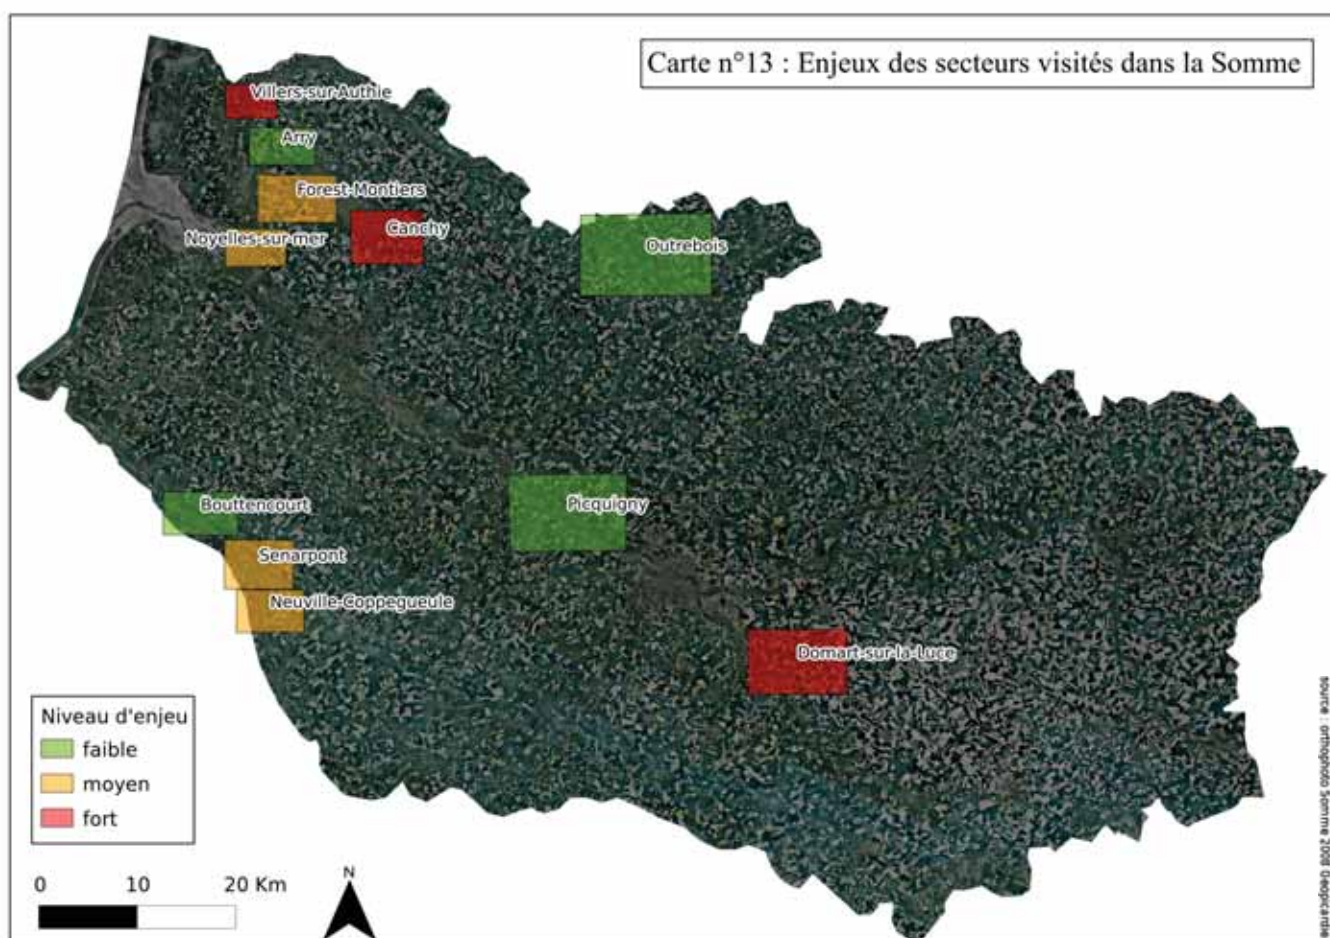 Carte n°13 : Enjeux des secteurs visités dans la Somme
Villers-sur-Authie
Arry
Forest-Montiers
Canchy
Noyelles-sur-mer
Outrebois
Bouttencourt
Picquigny
Senarpont
Neuville-Coppegueule
Domart-sur-la-Luce
Niveau d'enjeu
faible
moyen
fort
0 10 20 Km
N
source : orthophoto Somme 2008 Géopicardie